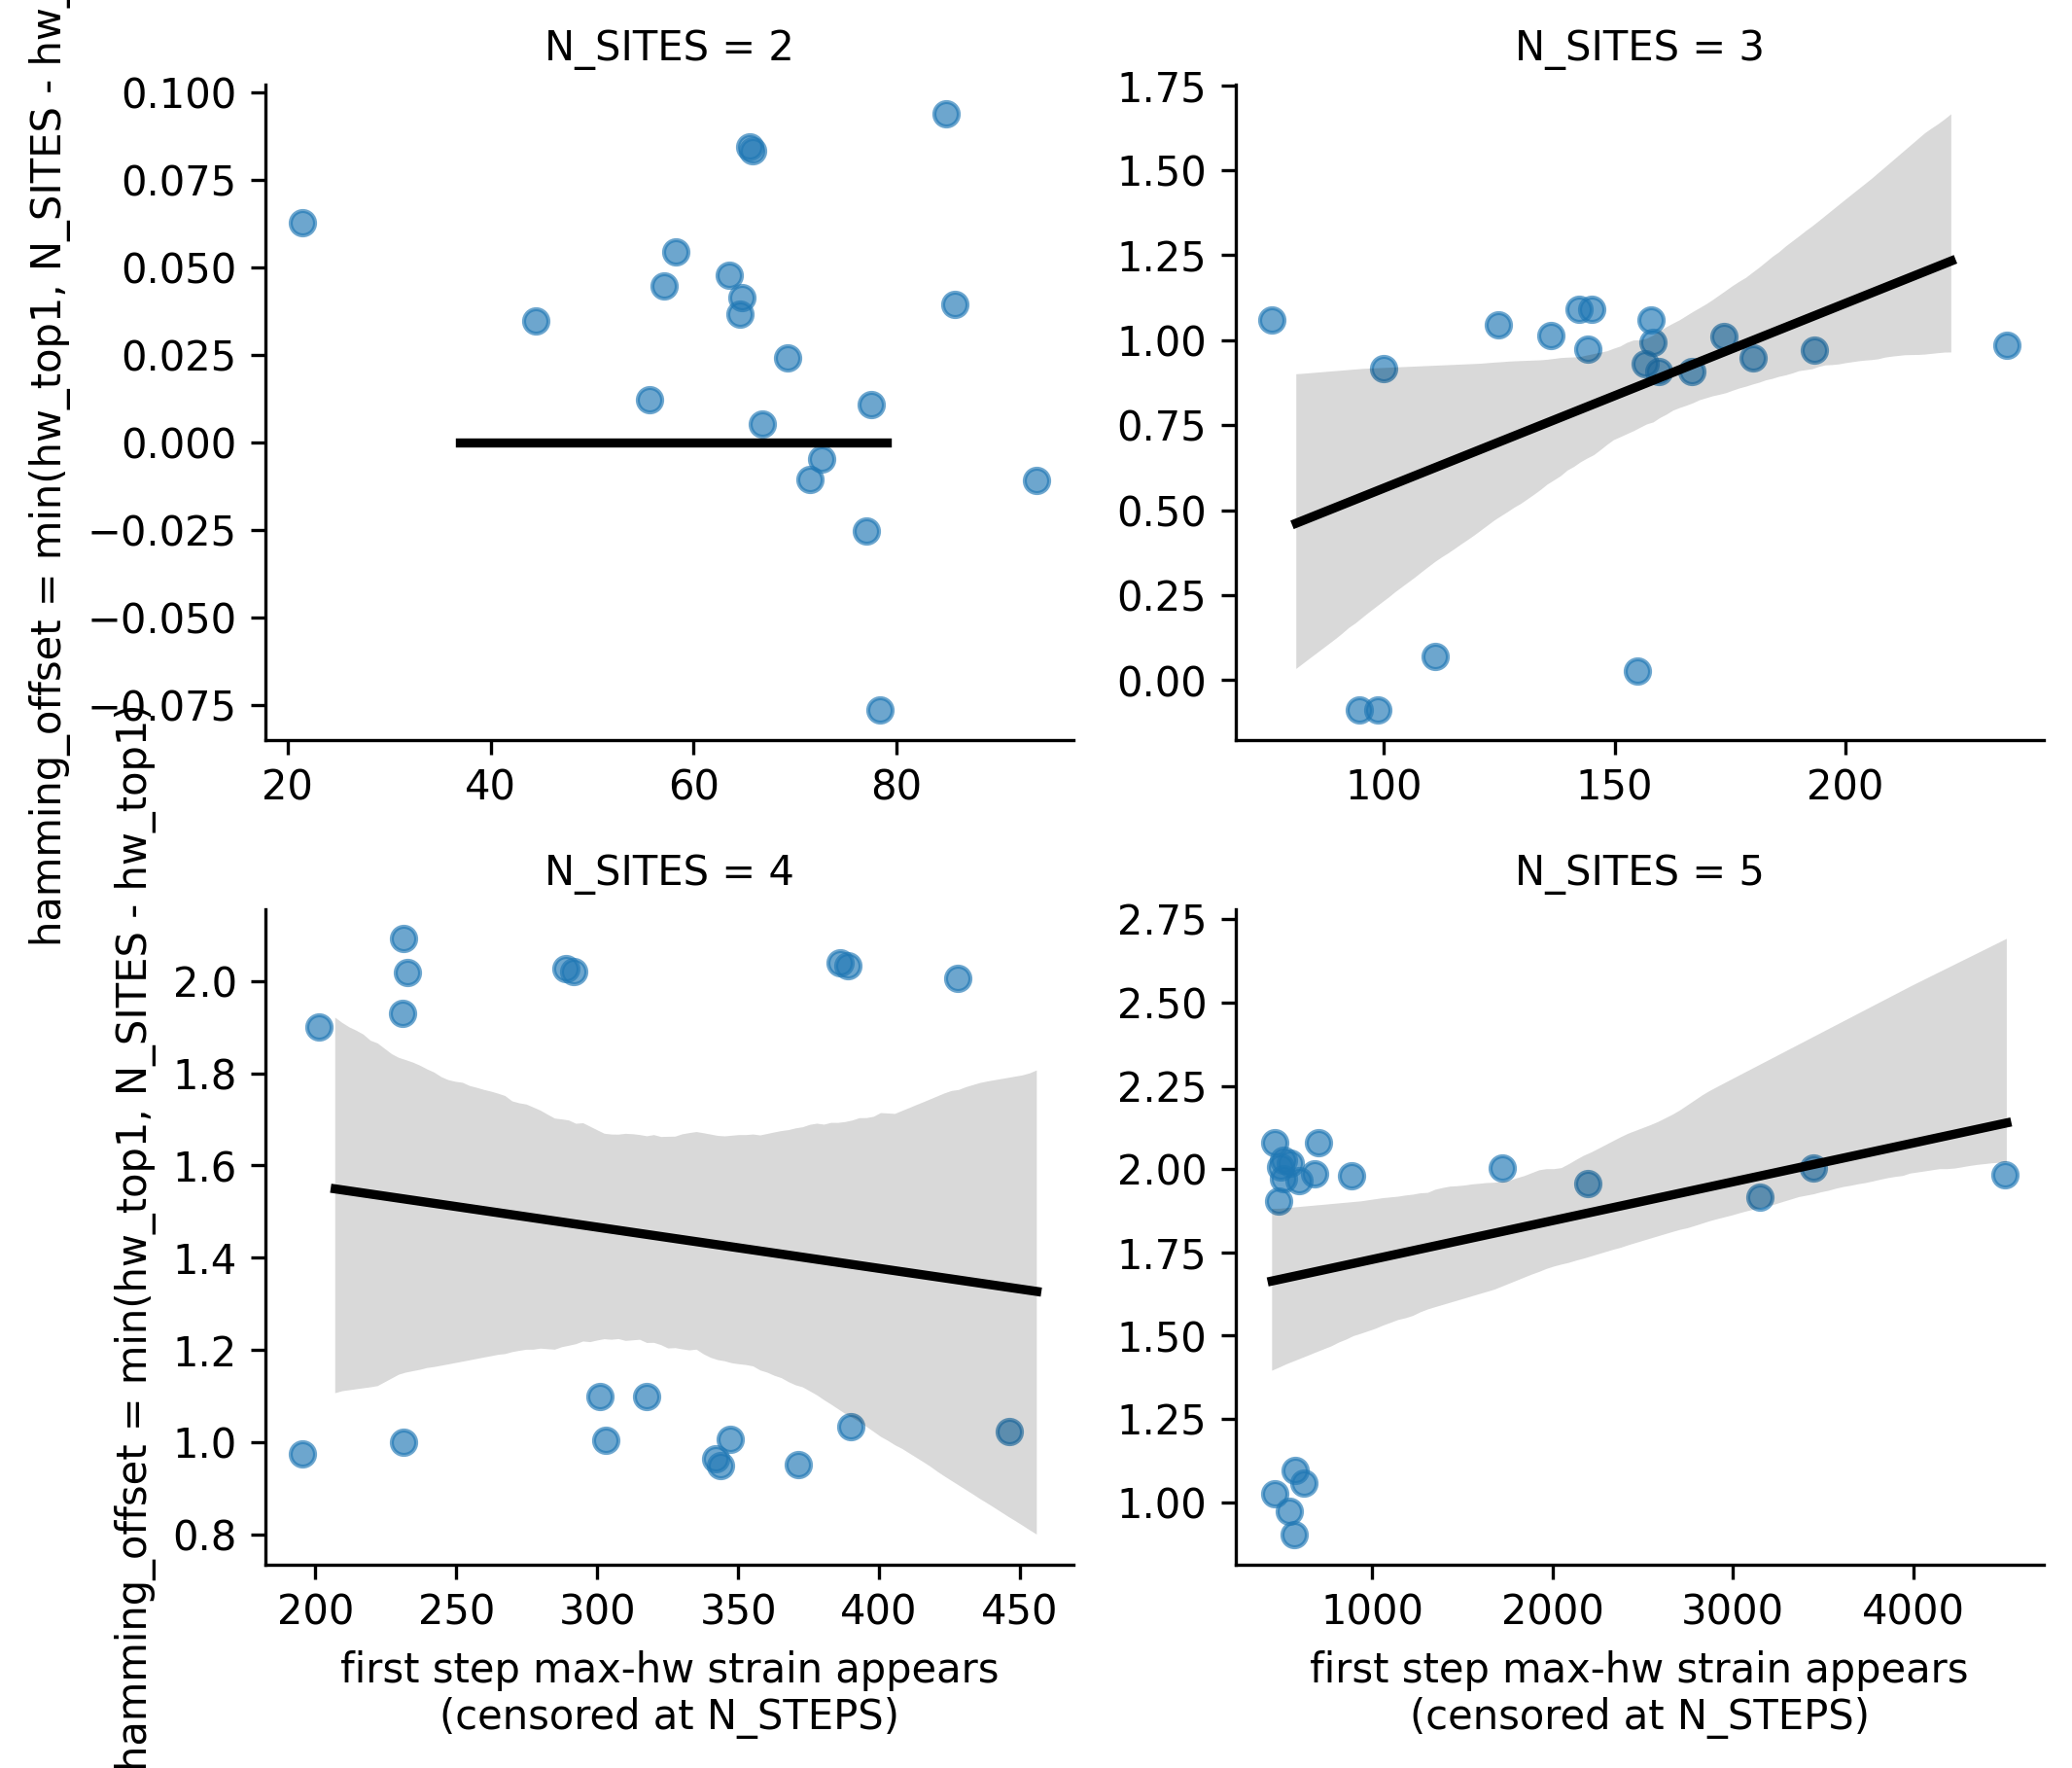 N_SITES = 2
hamming_offset = min(hw_top1, N_SITES - hw_
0.100
0.075
0.050
0.025
0.000
−0.025
−0.050
−0.075
20 40 60 80
N_SITES = 3
1.75
1.50
1.25
1.00
0.75
0.50
0.25
0.00
100 150 200
N_SITES = 4
hamming_offset = min(hw_top1, N_SITES - hw_top1)
2.0
1.8
1.6
1.4
1.2
1.0
0.8
200 250 300 350 400 450
first step max-hw strain appears
(censored at N_STEPS)
N_SITES = 5
2.75
2.50
2.25
2.00
1.75
1.50
1.25
1.00
1000 2000 3000 4000
first step max-hw strain appears
(censored at N_STEPS)